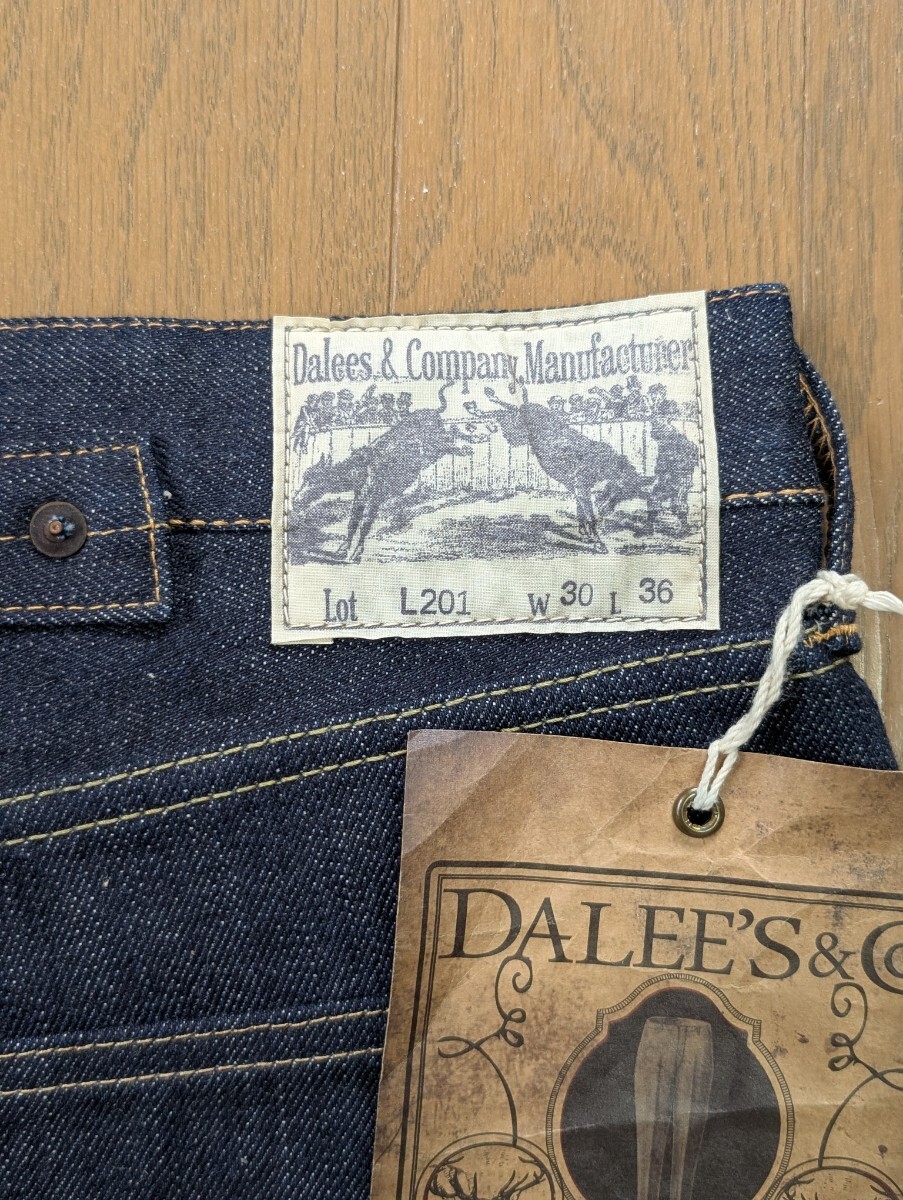 Dalees & Company, Manufacturer
Lot L201 W 30 L 36
DALEE'S & Co